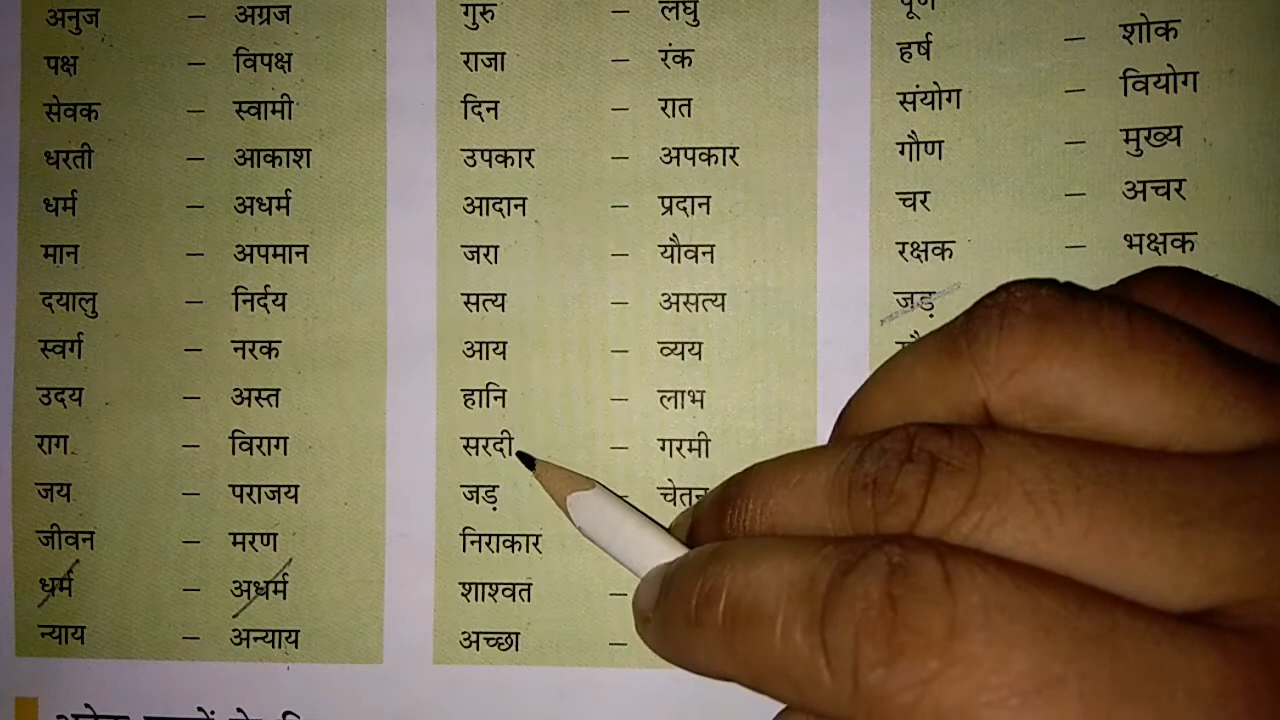 अनुज – अग्रज
पक्ष – विपक्ष
सेवक – स्वामी
धरती – आकाश
धर्म – अधर्म
मान – अपमान
दयालु – निर्दय
स्वर्ग – नरक
उदय – अस्त
राग – विराग
जय – पराजय
जीवन – मरण
धर्म – अधर्म
न्याय – अन्याय
गुरु – लघु
राजा – रंक
दिन – रात
उपकार – अपकार
आदान – प्रदान
जरा – यौवन
सत्य – असत्य
आय – व्यय
हानि – लाभ
सरदी – गरमी
जड़ – चेतन
निराकार
शाश्वत –
अच्छा –
हर्ष – शोक
संयोग – वियोग
गौण – मुख्य
चर – अचर
रक्षक – भक्षक
जड़